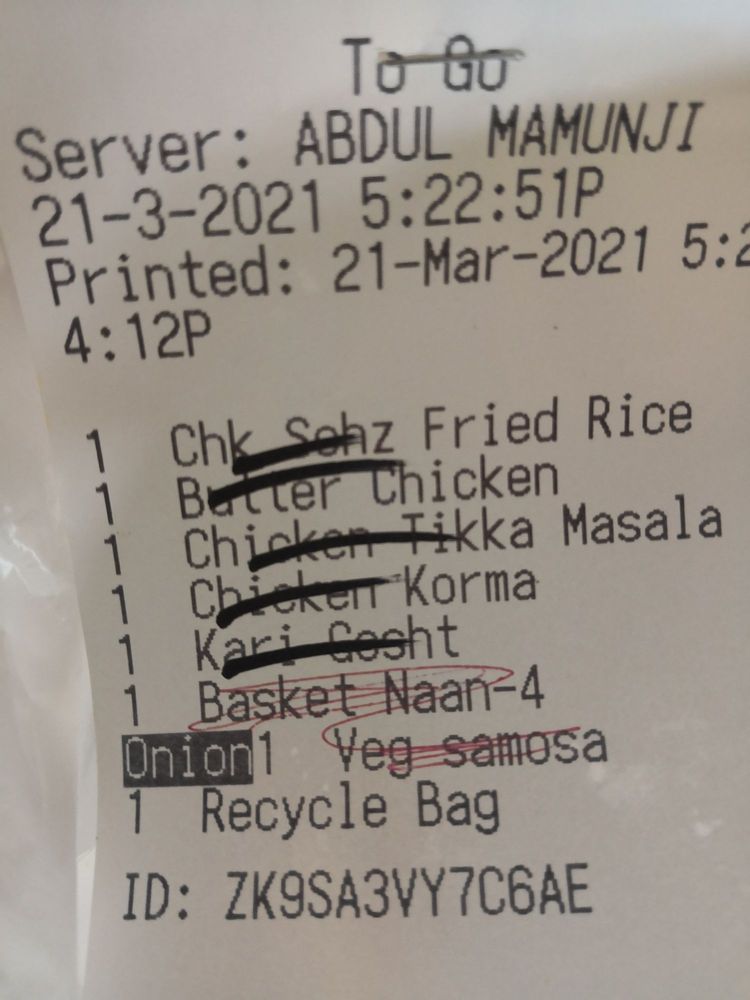 To Go
Server: ABDUL MAMUNJI
21-3-2021 5:22:51P
Printed: 21-Mar-2021 5:2
4:12P
1 Chk Schz Fried Rice
1 Butter Chicken
1 Chicken Tikka Masala
1 Chicken Korma
1 Kari Gosht
1 Basket Naan-4
Onion1 Veg samosa
1 Recycle Bag
ID: ZK9SA3VY7C6AE